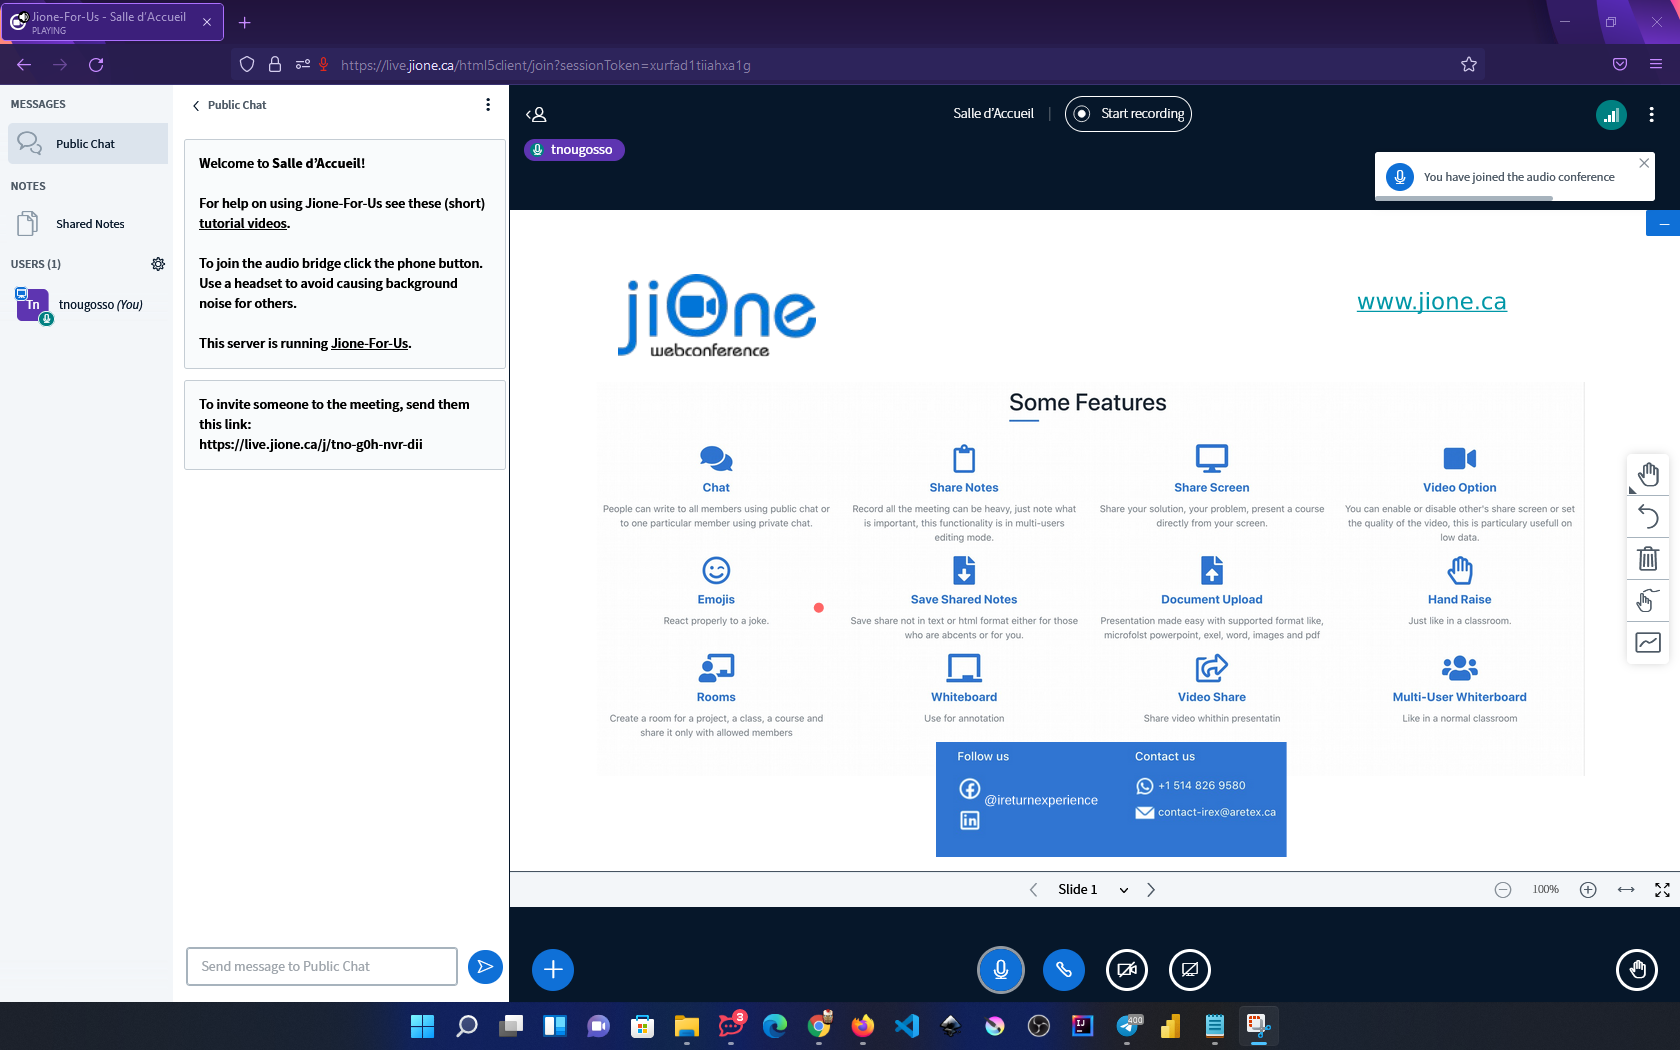 Jione-For-Us - Salle d'Accueil
PLAYING
https://live.jione.ca/html5client/join?sessionToken=xurfad1tiiahxa1g
MESSAGES
Public Chat
NOTES
Shared Notes
USERS (1)
Tn
tnougosso (You)
Public Chat
Welcome to Salle d'Accueil!
For help on using Jione-For-Us see these (short)
tutorial videos.
To join the audio bridge click the phone button.
Use a headset to avoid causing background
noise for others.
This server is running Jione-For-Us.
To invite someone to the meeting, send them
this link:
https://live.jione.ca/j/tno-g0h-nvr-dii
Send message to Public Chat
Salle d'Accueil
Start recording
tnougosso
You have joined the audio conference
jiOne
webconference
www.jione.ca
Some Features
Chat
People can write to all members using public chat or
to one particular member using private chat.
Share Notes
Record all the meeting can be heavy, just note what
is important, this functionality is in multi-users
editing mode.
Share Screen
Share your solution, your problem, present a course
directly from your screen.
Video Option
You can enable or disable other's share screen or set
the quality of the video, this is particulary usefull on
low data.
Emojis
React properly to a joke.
Save Shared Notes
Save share not in text or html format either for those
who are abcents or for you.
Document Upload
Presentation made easy with supported format like,
microfolst powerpoint, exel, word, images and pdf
Hand Raise
Just like in a classroom.
Rooms
Create a room for a project, a class, a course and
share it only with allowed members
Whiteboard
Use for annotation
Video Share
Share video whithin presentatin
Multi-User Whiterboard
Like in a normal classroom
Follow us
@ireturnexperience
Contact us
+1 514 826 9580
contact-irex@aretex.ca
Slide 1
100%
3
IJ
400